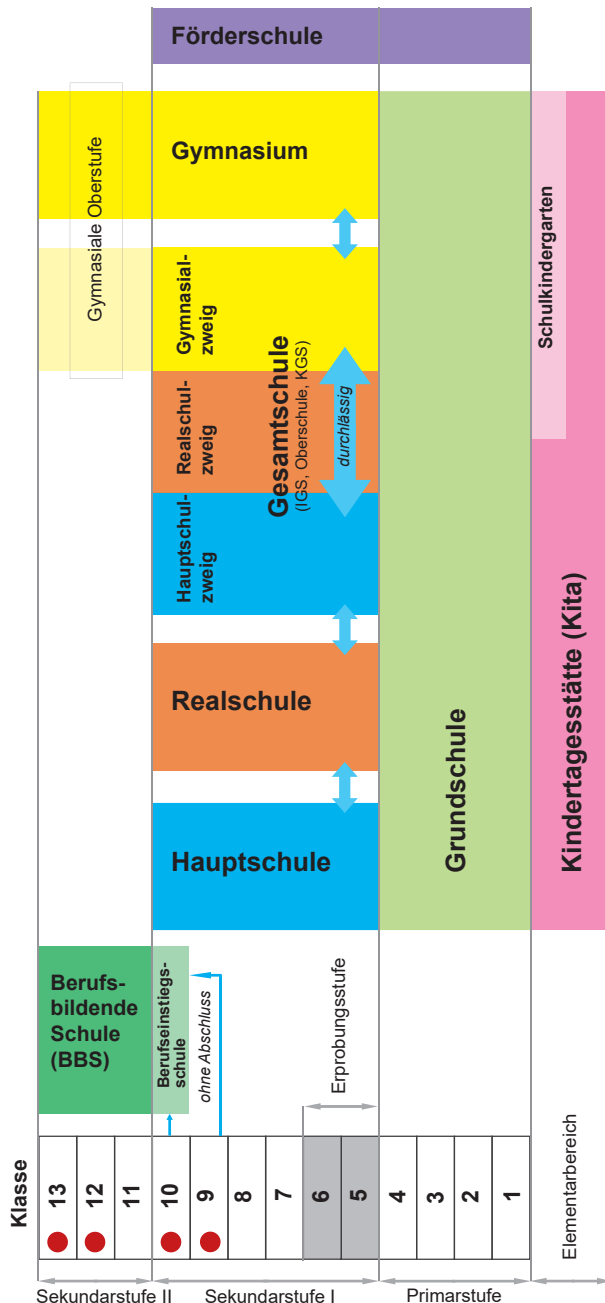 Förderschule
Gymnasium
Gymnasiale Oberstufe
Gymnasial-
zweig
Realschul-
zweig
Hauptschul-
zweig
Gesamtschule
(IGS, Oberschule, KGS)
durchlässig
Realschule
Hauptschule
Grundschule
Schulkindergarten
Kindertagesstätte (Kita)
Berufs-
bildende
Schule
(BBS)
Berufseinstiegs-
schule
ohne Abschluss
Erprobungsstufe
Klasse
13
12
11
10
9
8
7
6
5
4
3
2
1
Elementarbereich
Sekundarstufe II
Sekundarstufe I
Primarstufe